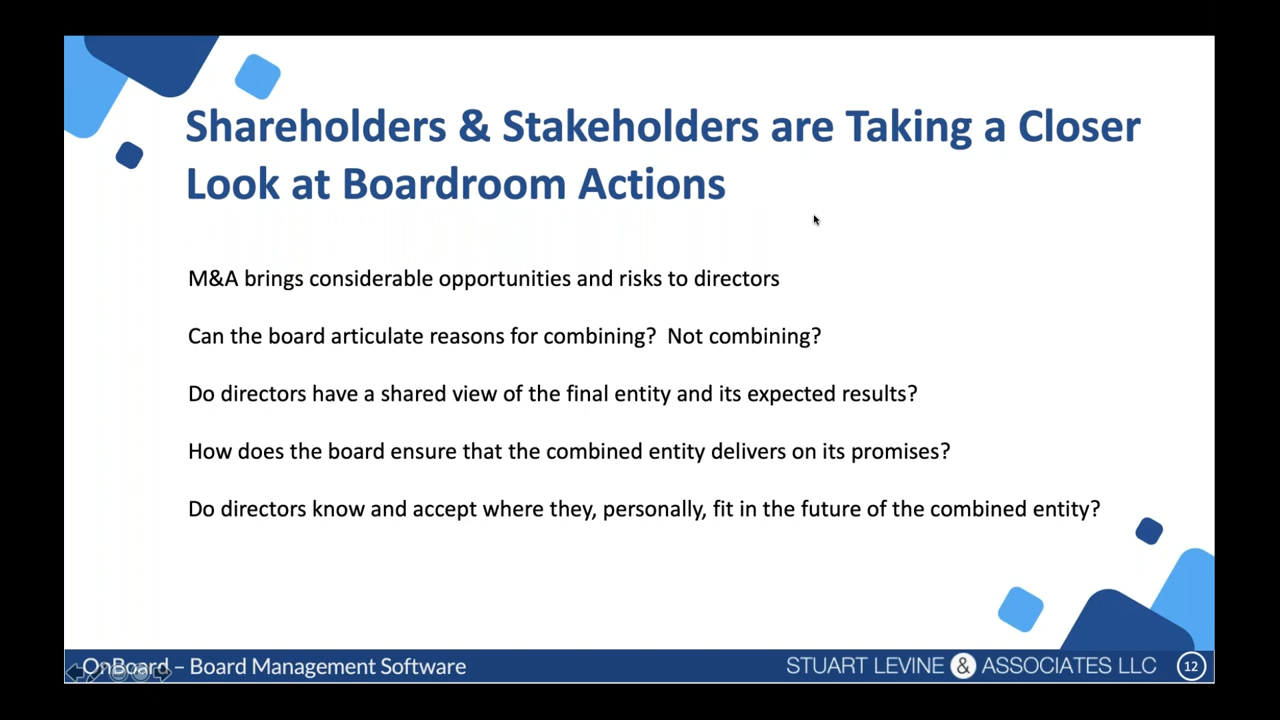 Shareholders & Stakeholders are Taking a Closer
Look at Boardroom Actions
M&A brings considerable opportunities and risks to directors
Can the board articulate reasons for combining?  Not combining?
Do directors have a shared view of the final entity and its expected results?
How does the board ensure that the combined entity delivers on its promises?
Do directors know and accept where they, personally, fit in the future of the combined entity?
OnBoard – Board Management Software
STUART LEVINE & ASSOCIATES LLC
12